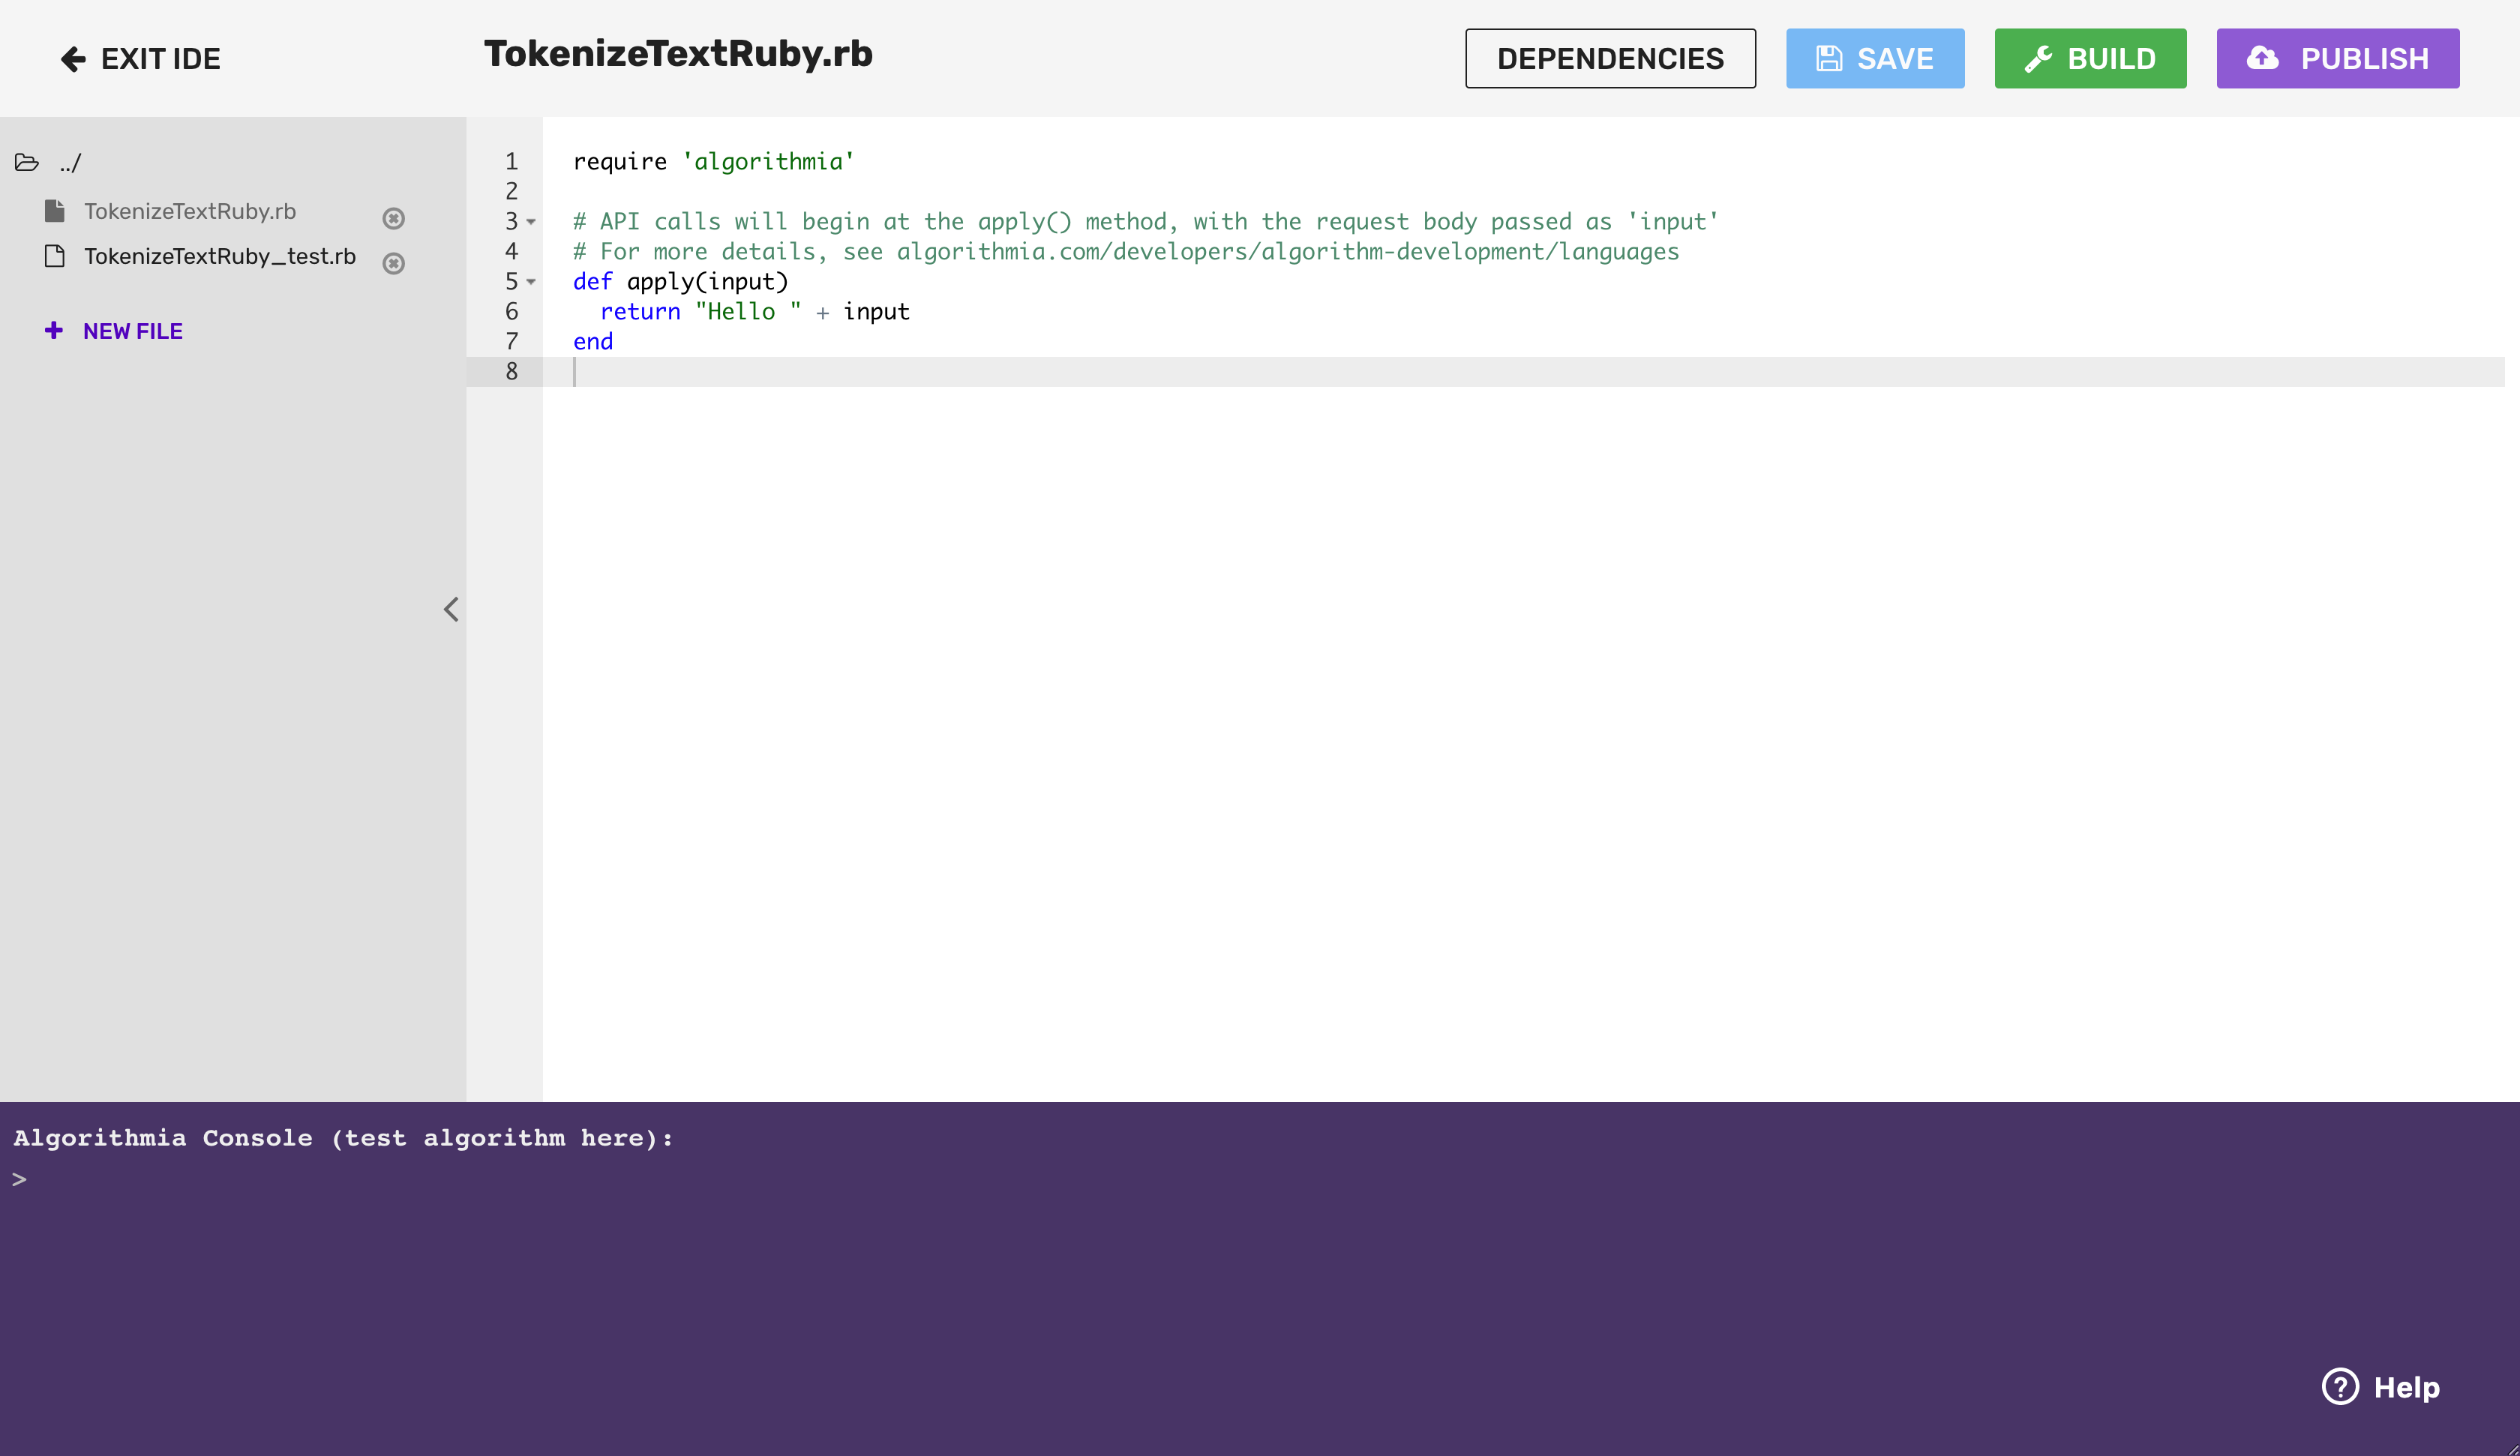 EXIT IDE
TokenizeTextRuby.rb
DEPENDENCIES
SAVE
BUILD
PUBLISH
../
TokenizeTextRuby.rb
TokenizeTextRuby_test.rb
+ NEW FILE
1 require 'algorithmia'
2
3 # API calls will begin at the apply() method, with the request body passed as 'input'
4 # For more details, see algorithmia.com/developers/algorithm-development/languages
5 def apply(input)
6   return "Hello " + input
7 end
8
Algorithmia Console (test algorithm here):
>
? Help